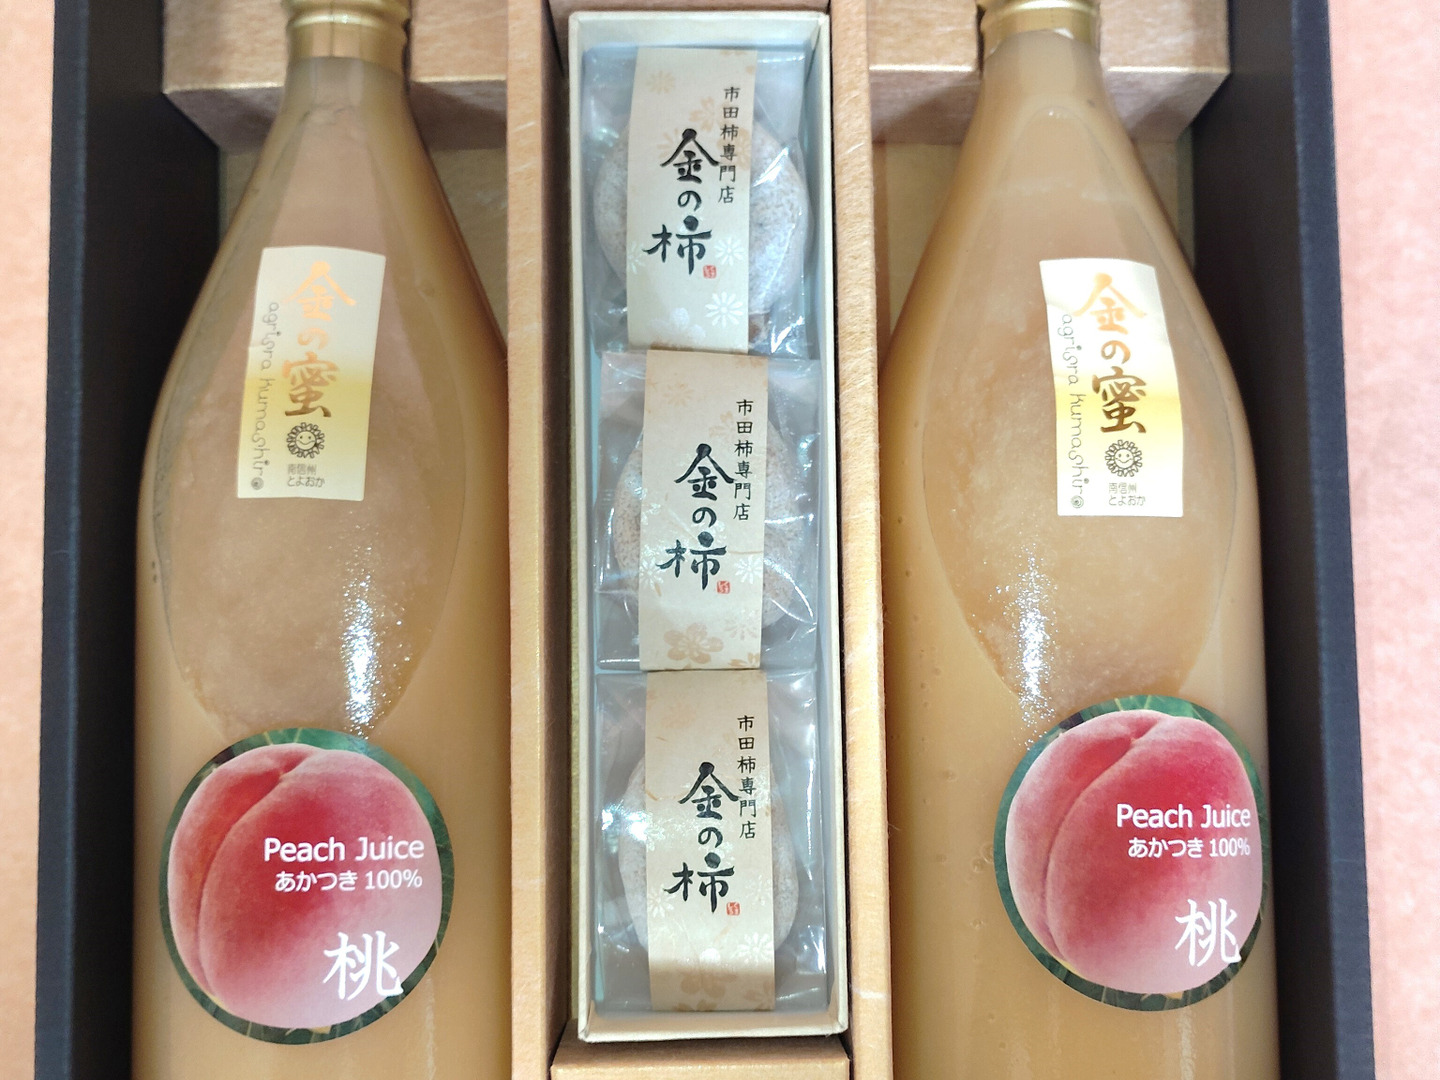 金の蜜
agrisra kumashiro
南信州
とよおか
Peach Juice
あかつき 100%
桃
市田柿専門店
金の柿
市田柿専門店
金の柿
市田柿専門店
金の柿
金の蜜
agrisra kumashiro
南信州
とよおか
Peach Juice
あかつき 100%
桃